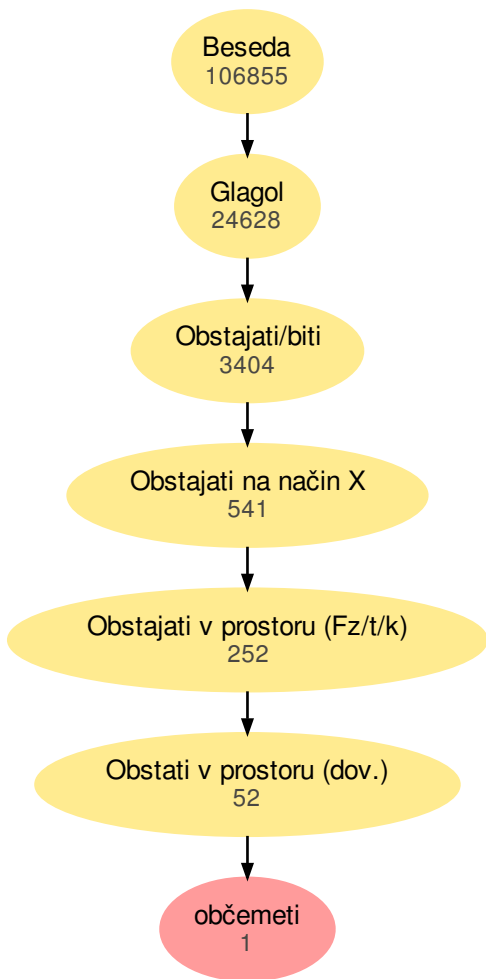 Beseda
106855
Glagol
24628
Obstajati/biti
3404
Obstajati na način X
541
Obstajati v prostoru (Fz/t/k)
252
Obstati v prostoru (dov.)
52
občemeti
1